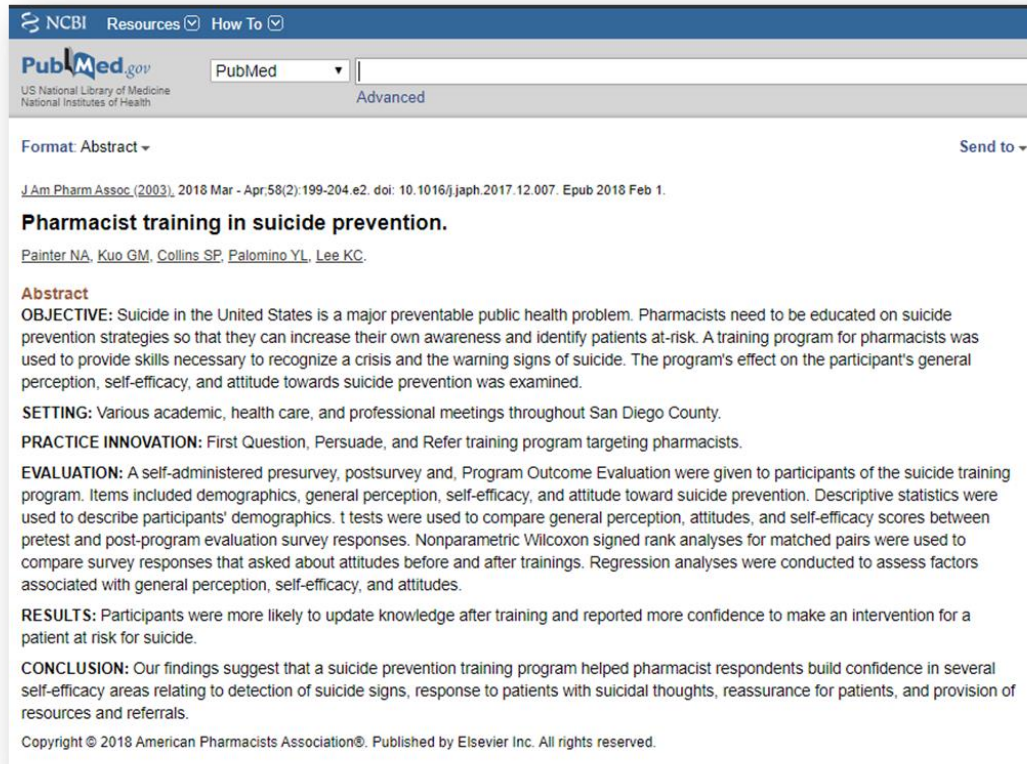 NCBI Resources How To
PubMed.gov
US National Library of Medicine
National Institutes of Health
PubMed
Advanced
Format: Abstract
Send to
J Am Pharm Assoc (2003). 2018 Mar - Apr;58(2):199-204.e2. doi: 10.1016/j.japh.2017.12.007. Epub 2018 Feb 1.
Pharmacist training in suicide prevention.
Painter NA, Kuo GM, Collins SP, Palomino YL, Lee KC.
Abstract
OBJECTIVE: Suicide in the United States is a major preventable public health problem. Pharmacists need to be educated on suicide
prevention strategies so that they can increase their own awareness and identify patients at-risk. A training program for pharmacists was
used to provide skills necessary to recognize a crisis and the warning signs of suicide. The program's effect on the participant's general
perception, self-efficacy, and attitude towards suicide prevention was examined.
SETTING: Various academic, health care, and professional meetings throughout San Diego County.
PRACTICE INNOVATION: First Question, Persuade, and Refer training program targeting pharmacists.
EVALUATION: A self-administered presurvey, postsurvey and, Program Outcome Evaluation were given to participants of the suicide training
program. Items included demographics, general perception, self-efficacy, and attitude toward suicide prevention. Descriptive statistics were
used to describe participants' demographics. t tests were used to compare general perception, attitudes, and self-efficacy scores between
pretest and post-program evaluation survey responses. Nonparametric Wilcoxon signed rank analyses for matched pairs were used to
compare survey responses that asked about attitudes before and after trainings. Regression analyses were conducted to assess factors
associated with general perception, self-efficacy, and attitudes.
RESULTS: Participants were more likely to update knowledge after training and reported more confidence to make an intervention for a
patient at risk for suicide.
CONCLUSION: Our findings suggest that a suicide prevention training program helped pharmacist respondents build confidence in several
self-efficacy areas relating to detection of suicide signs, response to patients with suicidal thoughts, reassurance for patients, and provision of
resources and referrals.
Copyright © 2018 American Pharmacists Association®. Published by Elsevier Inc. All rights reserved.